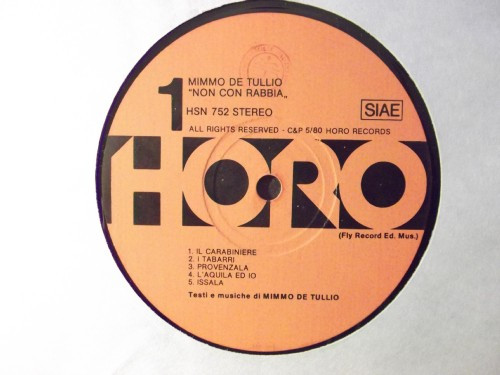 1
MIMMO DE TULLIO
"NON CON RABBIA„
HSN 752 STEREO
SIAE
ALL RIGHTS RESERVED - C&P 5/80 HORO RECORDS
HORO
(Fly Record Ed. Mus.)
1. IL CARABINIERE
2. I TABARRI
3. PROVENZALA
4. L'AQUILA ED IO
5. ISSALA
Testi e musiche di MIMMO DE TULLIO